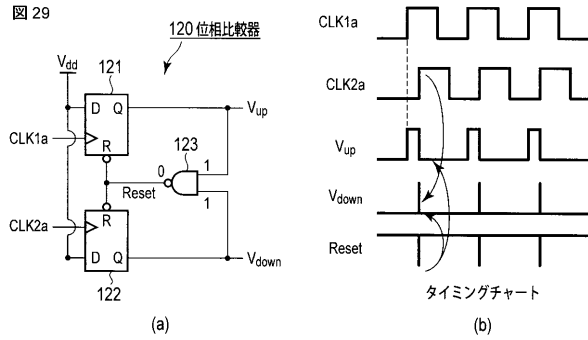 図 29
120 位相比較器
Vdd
121
D Q
Vup
CLK1a
R
123
0
1
Reset
1
R
CLK2a
D Q
Vdown
122
(a)
CLK1a
CLK2a
Vup
Vdown
Reset
タイミングチャート
(b)